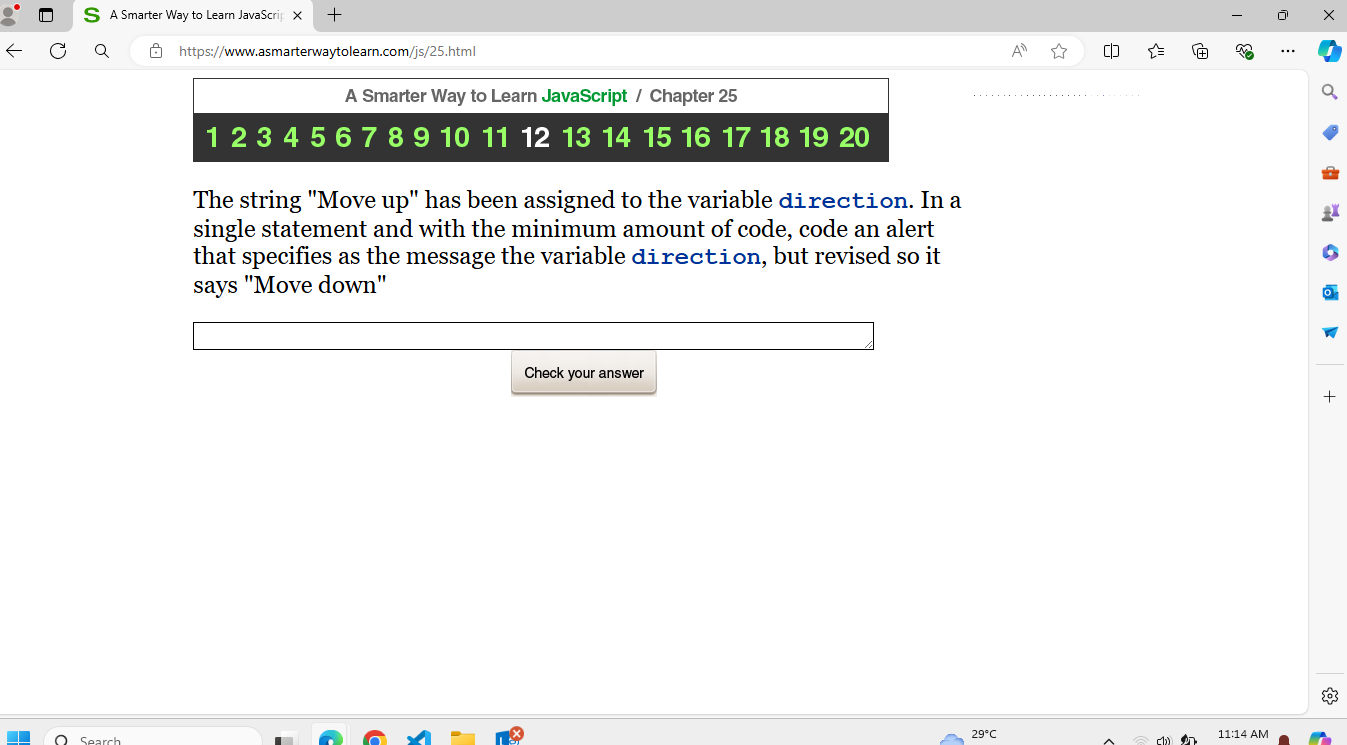 A Smarter Way to Learn JavaScrip
https://www.asmarterwaytolearn.com/js/25.html
A Smarter Way to Learn JavaScript / Chapter 25
1 2 3 4 5 6 7 8 9 10 11 12 13 14 15 16 17 18 19 20
The string "Move up" has been assigned to the variable direction. In a
single statement and with the minimum amount of code, code an alert
that specifies as the message the variable direction, but revised so it
says "Move down"
Check your answer
Search
29°C
11:14 AM